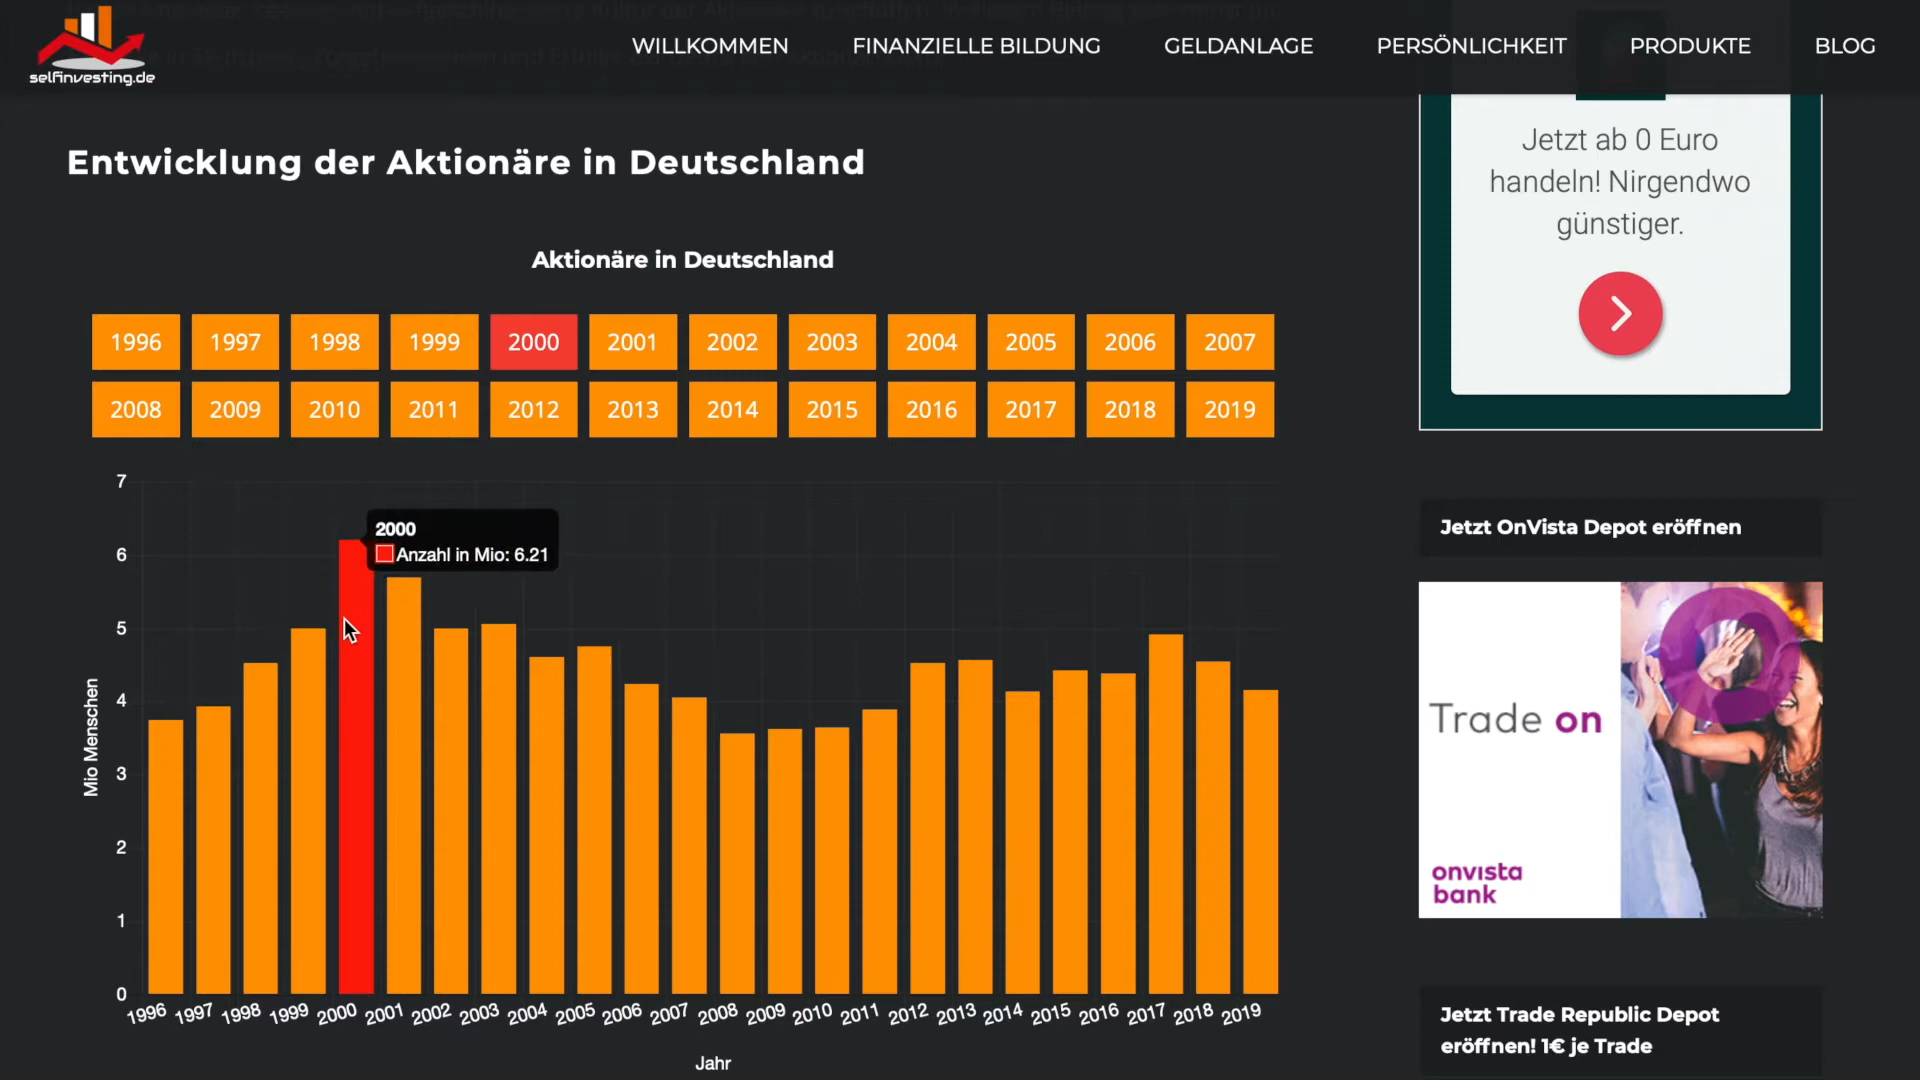 selfinvesting.de
WILLKOMMEN
FINANZIELLE BILDUNG
GELDANLAGE
PERSÖNLICHKEIT
PRODUKTE
BLOG
Entwicklung der Aktionäre in Deutschland
Aktionäre in Deutschland
1996 1997 1998 1999 2000 2001 2002 2003 2004 2005 2006 2007
2008 2009 2010 2011 2012 2013 2014 2015 2016 2017 2018 2019
7
6
5
4
3
2
1
0
2000
Anzahl in Mio: 6.21
Mio Menschen
1996 1997 1998 1999 2000 2001 2002 2003 2004 2005 2006 2007 2008 2009 2010 2011 2012 2013 2014 2015 2016 2017 2018 2019
Jahr
Jetzt ab 0 Euro
handeln! Nirgendwo
günstiger.
Jetzt OnVista Depot eröffnen
Trade on
onvista
bank
Jetzt Trade Republic Depot
eröffnen! 1€ je Trade